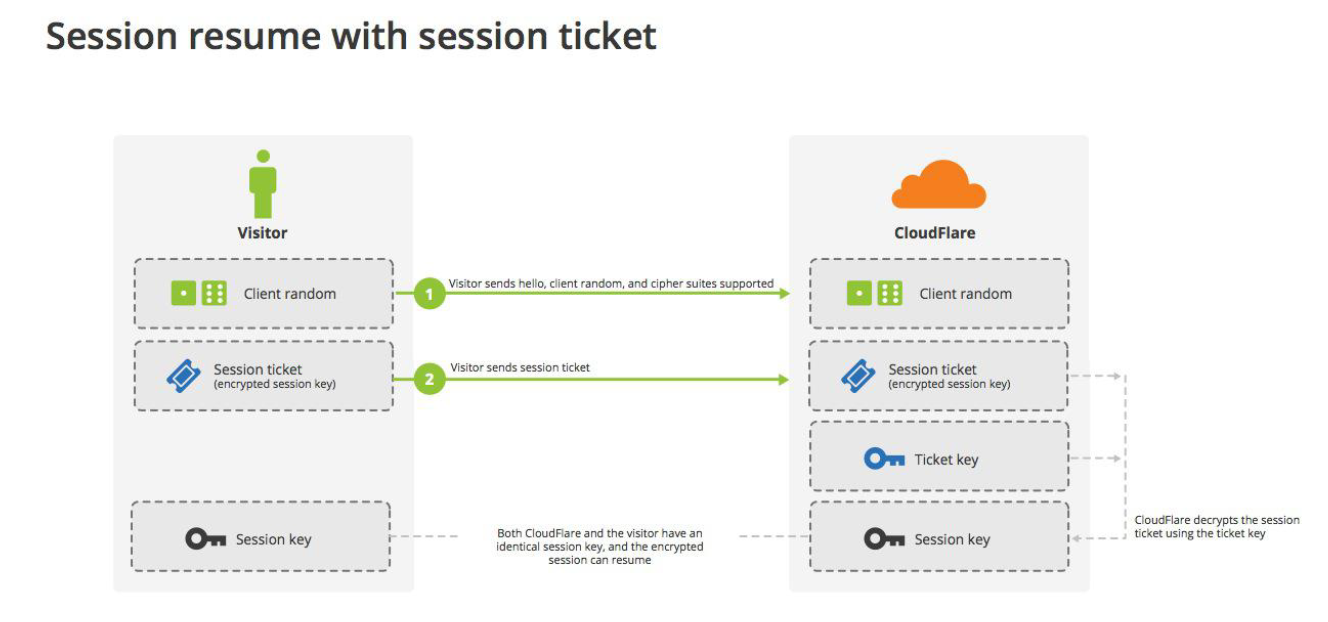 Session resume with session ticket
Visitor
CloudFlare
Client random
1
Visitor sends hello, client random, and cipher suites supported
Client random
Session ticket
(encrypted session key)
2
Visitor sends session ticket
Session ticket
(encrypted session key)
Ticket key
Session key
Both CloudFlare and the visitor have an
identical session key, and the encrypted
session can resume
Session key
CloudFlare decrypts the session
ticket using the ticket key